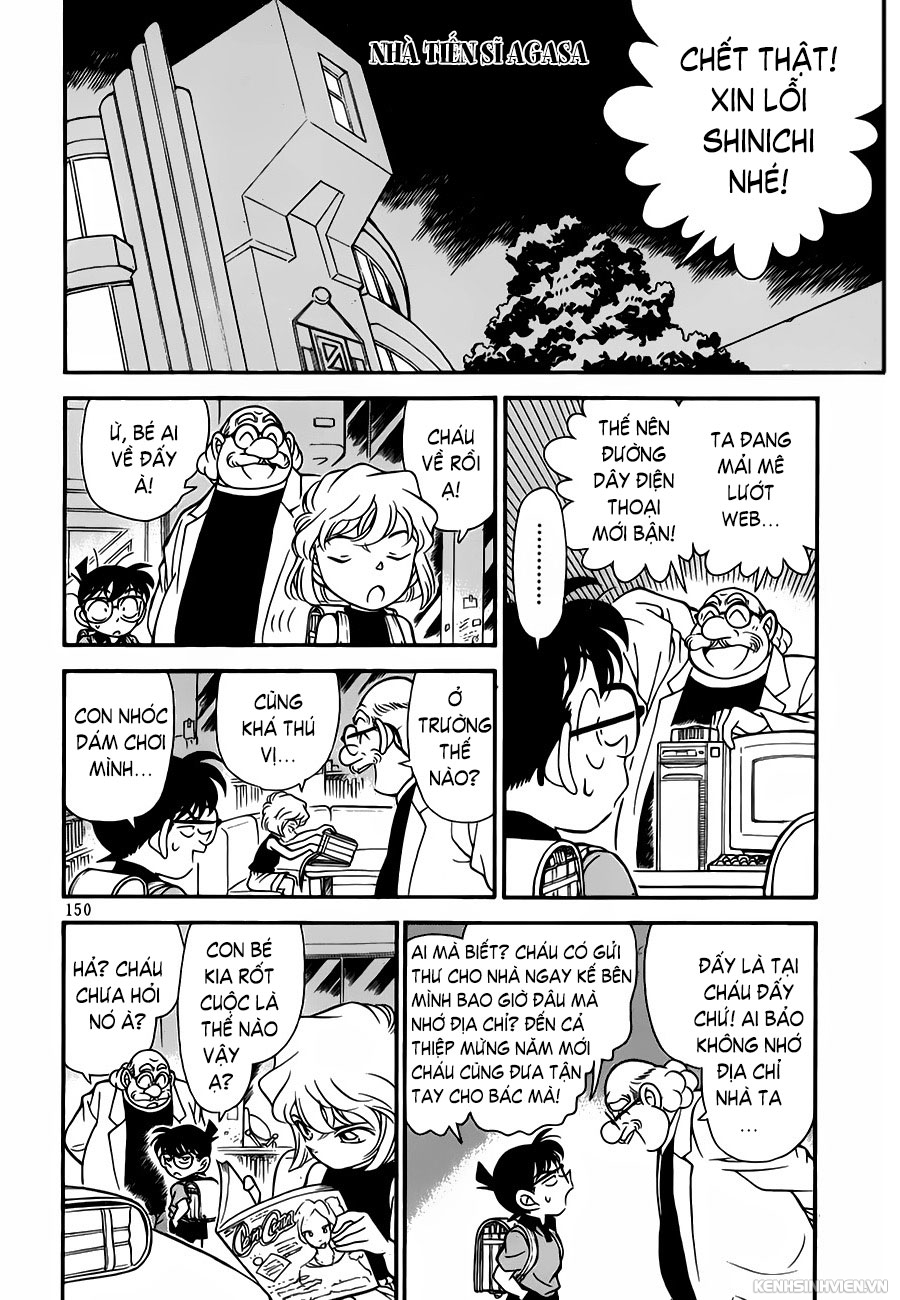 NHÀ TIẾN SĨ AGASA
CHẾT THẬT!
XIN LỖI
SHINICHI
NHÉ!
TA ĐANG
MẢI MÊ
LƯỚT
WEB...
THẾ NÊN
ĐƯỜNG
DÂY ĐIỆN
THOẠI
MỚI BẬN!
.........
CHÁU
VỀ RỒI
Ạ!
Ừ, BÉ AI
VỀ ĐẤY
À!
Ở
TRƯỜNG
THẾ
NÀO?
CŨNG
KHÁ THÚ
VỊ...
CON NHÓC
DÁM CHƠI
MÌNH...
150
ĐẤY LÀ TẠI
CHÁU ĐẤY
CHỨ! AI BẢO
KHÔNG NHỚ
ĐỊA CHỈ
NHÀ TA
...
AI MÀ BIẾT? CHÁU CÓ GỬI
THƯ CHO NHÀ NGAY KẾ BÊN
MÌNH BAO GIỜ ĐÂU MÀ
NHỚ ĐỊA CHỈ? ĐẾN CẢ
THIỆP MỪNG NĂM MỚI
CHÁU CŨNG ĐƯA TẬN
TAY CHO BÁC MÀ!
CON BÉ
KIA RỐT
CUỘC LÀ
THẾ NÀO
VẬY
Ạ?
HẢ? CHÁU
CHƯA HỎI
NÓ À?
KENHSINHVIEN.VN